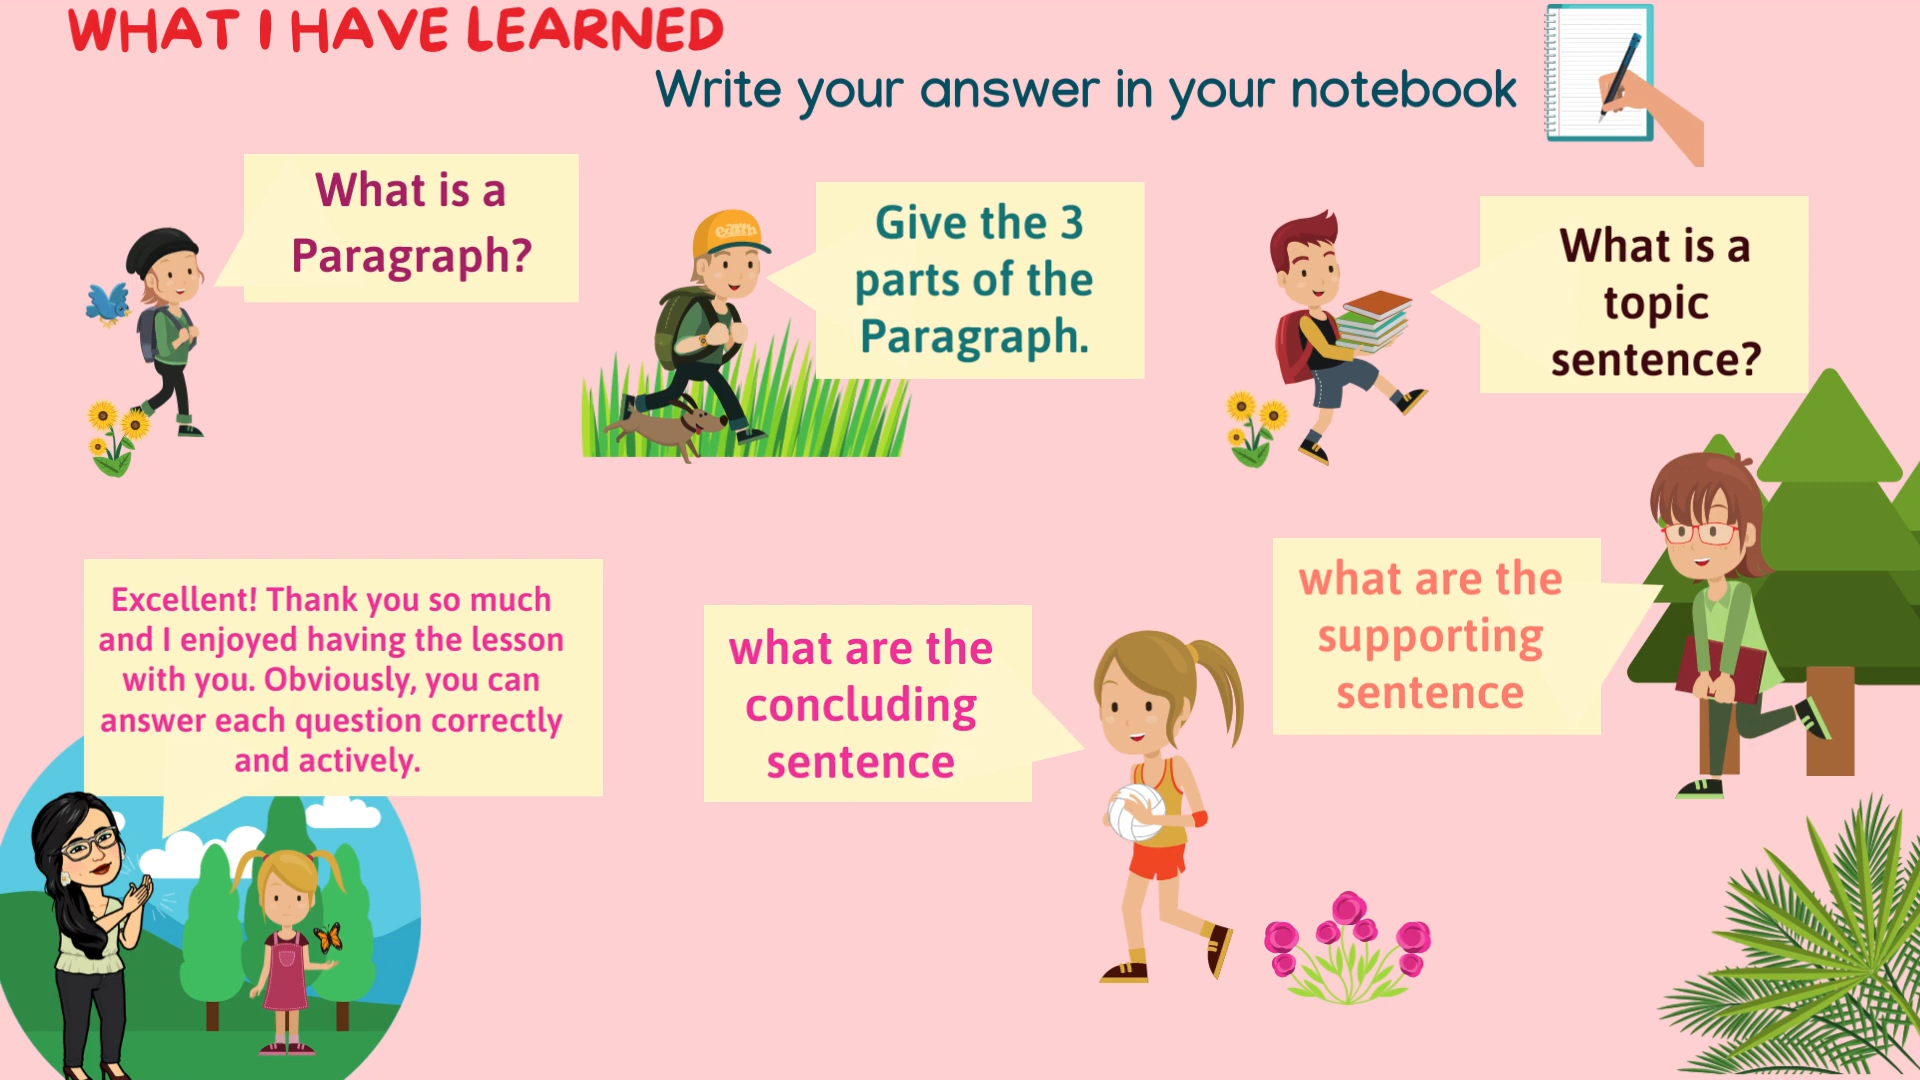 WHAT I HAVE LEARNED
Write your answer in your notebook
What is a
Paragraph?
earth
Give the 3
parts of the
Paragraph.
What is a
topic
sentence?
Excellent! Thank you so much
and I enjoyed having the lesson
with you. Obviously, you can
answer each question correctly
and actively.
what are the
concluding
sentence
what are the
supporting
sentence